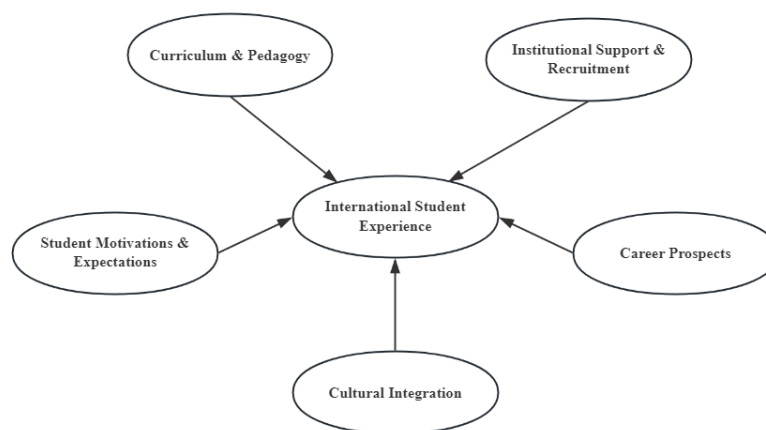 Curriculum & Pedagogy
Institutional Support &
Recruitment
International Student
Experience
Student Motivations &
Expectations
Career Prospects
Cultural Integration